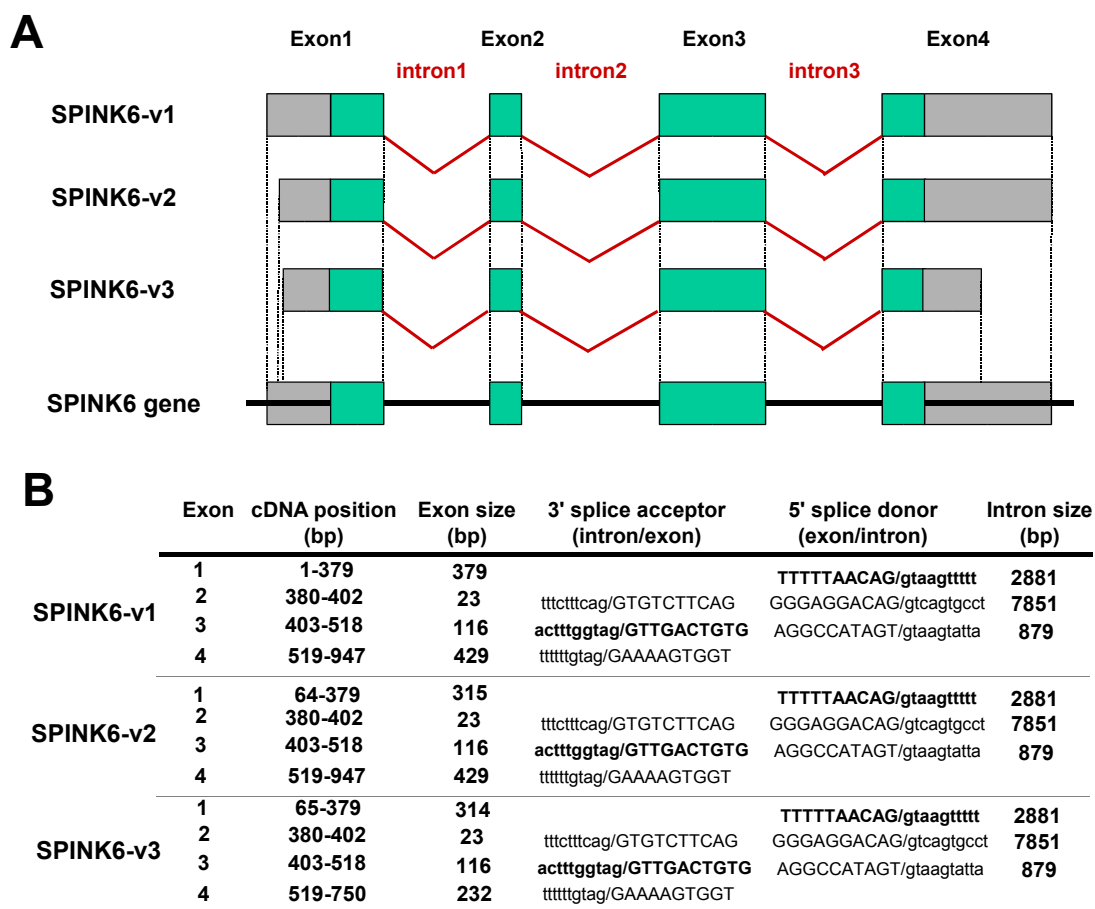 A
Exon1 Exon2 Exon3 Exon4
intron1 intron2 intron3
SPINK6-v1
SPINK6-v2
SPINK6-v3
SPINK6 gene
B
Exon cDNA position Exon size 3' splice acceptor 5' splice donor Intron size
(bp) (bp) (intron/exon) (exon/intron) (bp)
SPINK6-v1
1 1-379 379 TTTTTAACAG/gtaagttttt 2881
2 380-402 23 tttctttcag/GTGTCTTCAG GGGAGGACAG/gtcagtgcct 7851
3 403-518 116 actttggtag/GTTGACTGTG AGGCCATAGT/gtaagtatta 879
4 519-947 429 ttttttgtag/GAAAAGTGGT
SPINK6-v2
1 64-379 315 TTTTTAACAG/gtaagttttt 2881
2 380-402 23 tttctttcag/GTGTCTTCAG GGGAGGACAG/gtcagtgcct 7851
3 403-518 116 actttggtag/GTTGACTGTG AGGCCATAGT/gtaagtatta 879
4 519-947 429 ttttttgtag/GAAAAGTGGT
SPINK6-v3
1 65-379 314 TTTTTAACAG/gtaagttttt 2881
2 380-402 23 tttctttcag/GTGTCTTCAG GGGAGGACAG/gtcagtgcct 7851
3 403-518 116 actttggtag/GTTGACTGTG AGGCCATAGT/gtaagtatta 879
4 519-750 232 ttttttgtag/GAAAAGTGGT